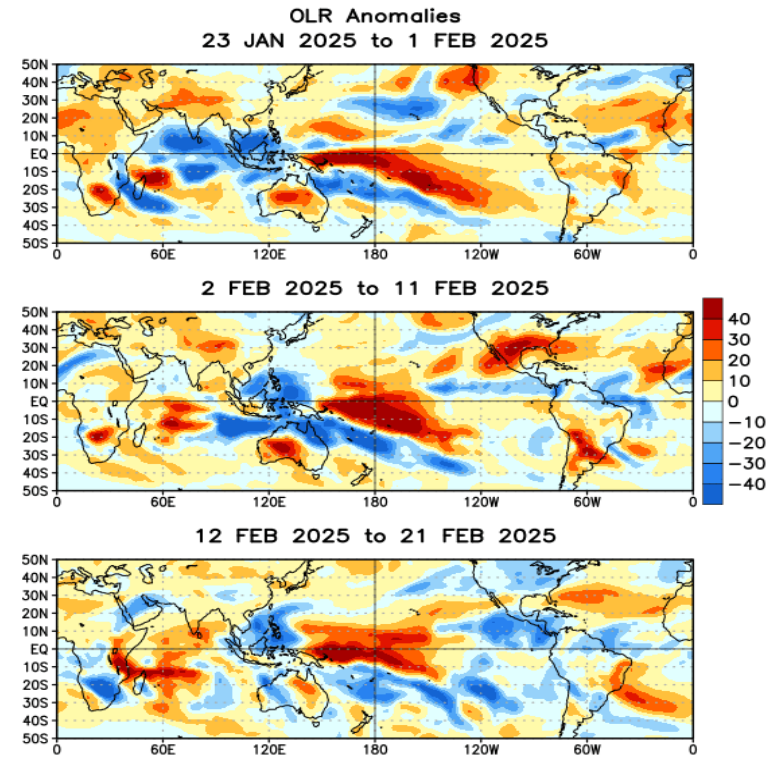 OLR Anomalies
23 JAN 2025 to 1 FEB 2025
50N
40N
30N
20N
10N
EQ
10S
20S
30S
40S
50S
0 60E 120E 180 120W 60W 0
2 FEB 2025 to 11 FEB 2025
50N
40N
30N
20N
10N
EQ
10S
20S
30S
40S
50S
0 60E 120E 180 120W 60W 0
40
30
20
10
0
-10
-20
-30
-40
12 FEB 2025 to 21 FEB 2025
50N
40N
30N
20N
10N
EQ
10S
20S
30S
40S
50S
0 60E 120E 180 120W 60W 0